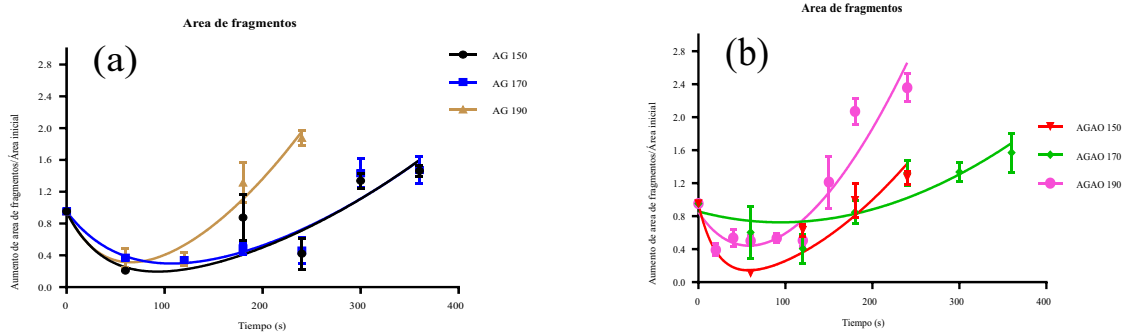 Area de fragmentos
(a)
AG 150
AG 170
AG 190
Aumento de area de fragmentos/Área inicial
2.8
2.4
2.0
1.6
1.2
0.8
0.4
0.0
0
100
200
300
400
Tiempo (s)
Area de fragmentos
(b)
AGAO 150
AGAO 170
AGAO 190
Aumento de area de fragmentos/Área inicial
2.8
2.4
2.0
1.6
1.2
0.8
0.4
0.0
0
100
200
300
400
Tiempo (s)